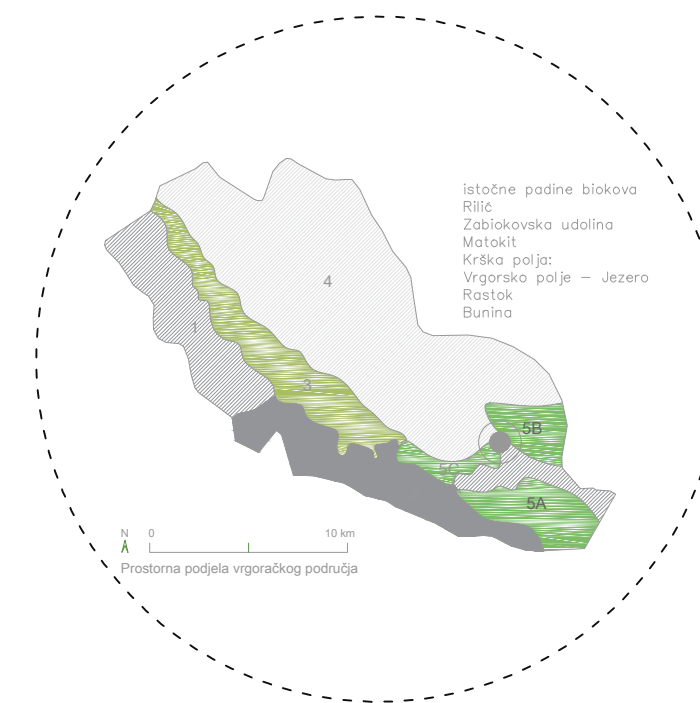 istočne padine biokova
Rilić
Zabiokovska udolina
Matokit
Krška polja:
Vrgorsko polje – Jezero
Rastok
Bunina
4
1
3
5B
5C
5A
N 0 10 km
Prostorna podjela vrgoračkog područja